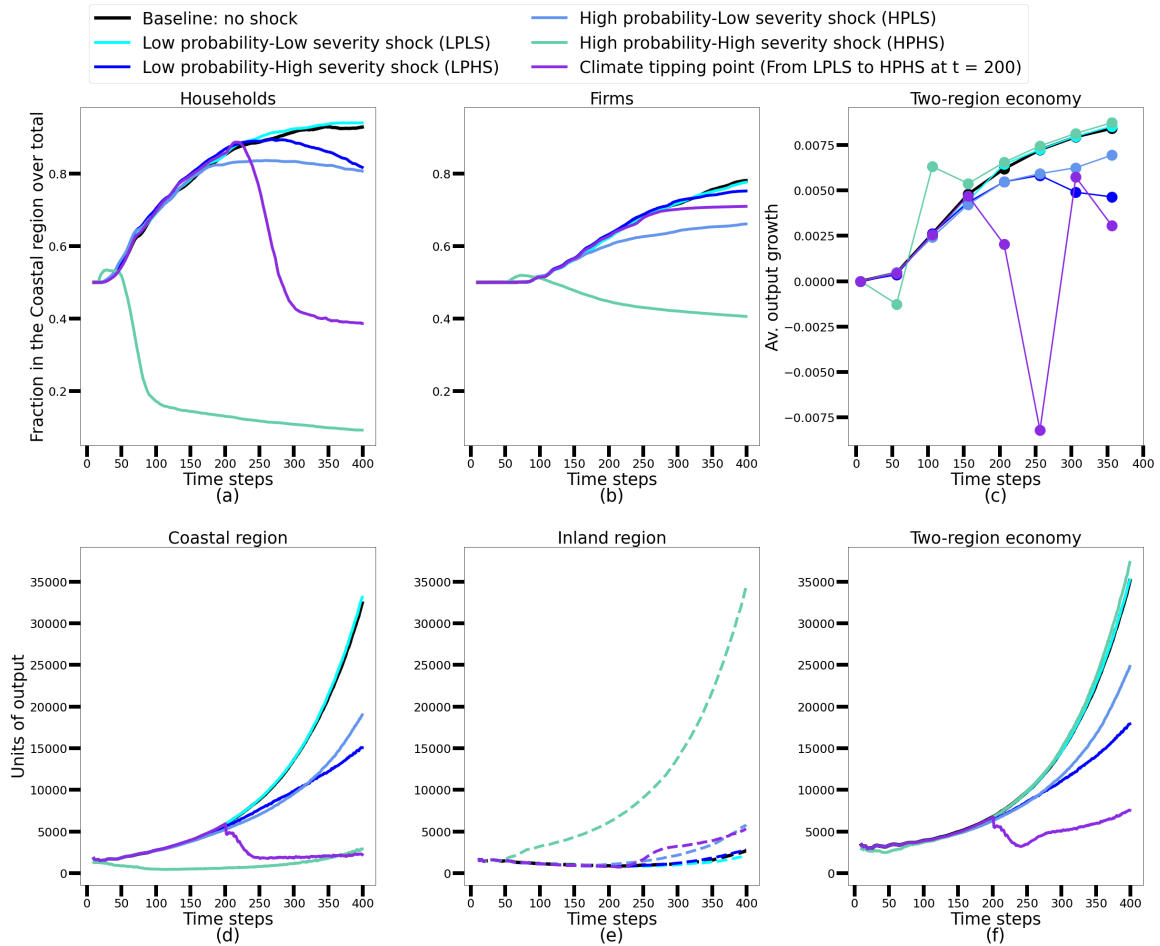 Baseline: no shock
Low probability-Low severity shock (LPLS)
Low probability-High severity shock (LPHS)
High probability-Low severity shock (HPLS)
High probability-High severity shock (HPHS)
Climate tipping point (From LPLS to HPHS at t = 200)
Households
Fraction in the Coastal region over total
0.8
0.6
0.4
0.2
0 50 100 150 200 250 300 350 400
Time steps
(a)
Firms
0.8
0.6
0.4
0.2
0 50 100 150 200 250 300 350 400
Time steps
(b)
Two-region economy
Av. output growth
0.0075
0.0050
0.0025
0.0000
−0.0025
−0.0050
−0.0075
0 50 100 150 200 250 300 350 400
Time steps
(c)
Coastal region
Units of output
35000
30000
25000
20000
15000
10000
5000
0
0 50 100 150 200 250 300 350 400
Time steps
(d)
Inland region
35000
30000
25000
20000
15000
10000
5000
0
0 50 100 150 200 250 300 350 400
Time steps
(e)
Two-region economy
35000
30000
25000
20000
15000
10000
5000
0
0 50 100 150 200 250 300 350 400
Time steps
(f)